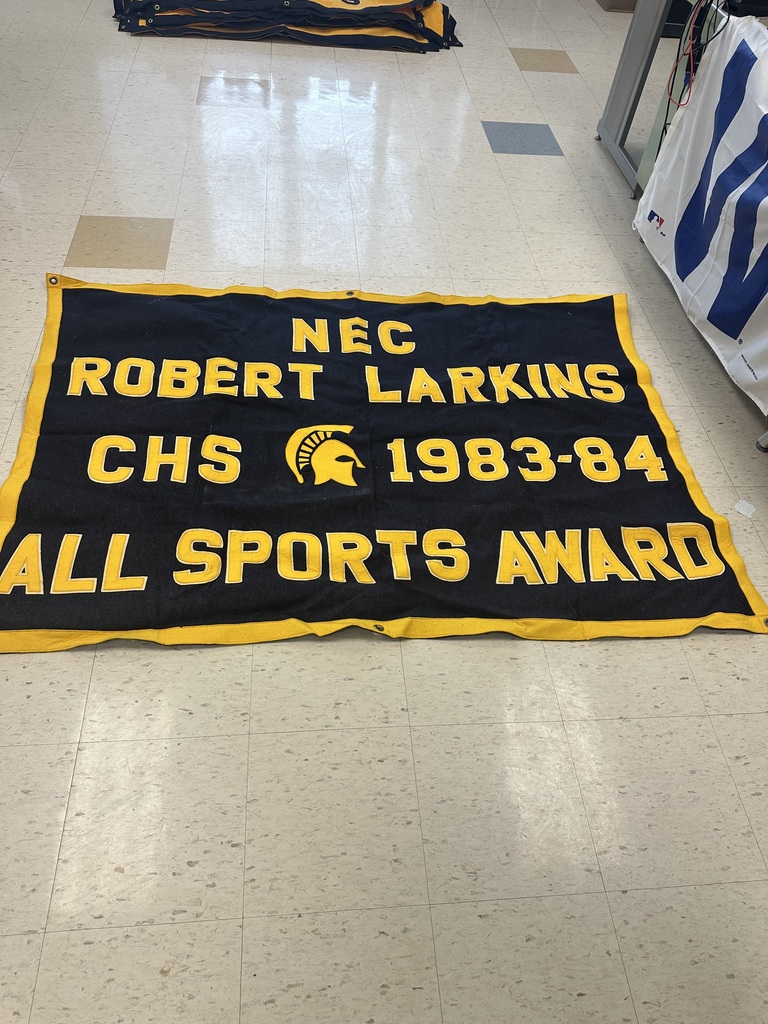 NEC
ROBERT LARKINS
CHS 1983-84
ALL SPORTS AWARD
W